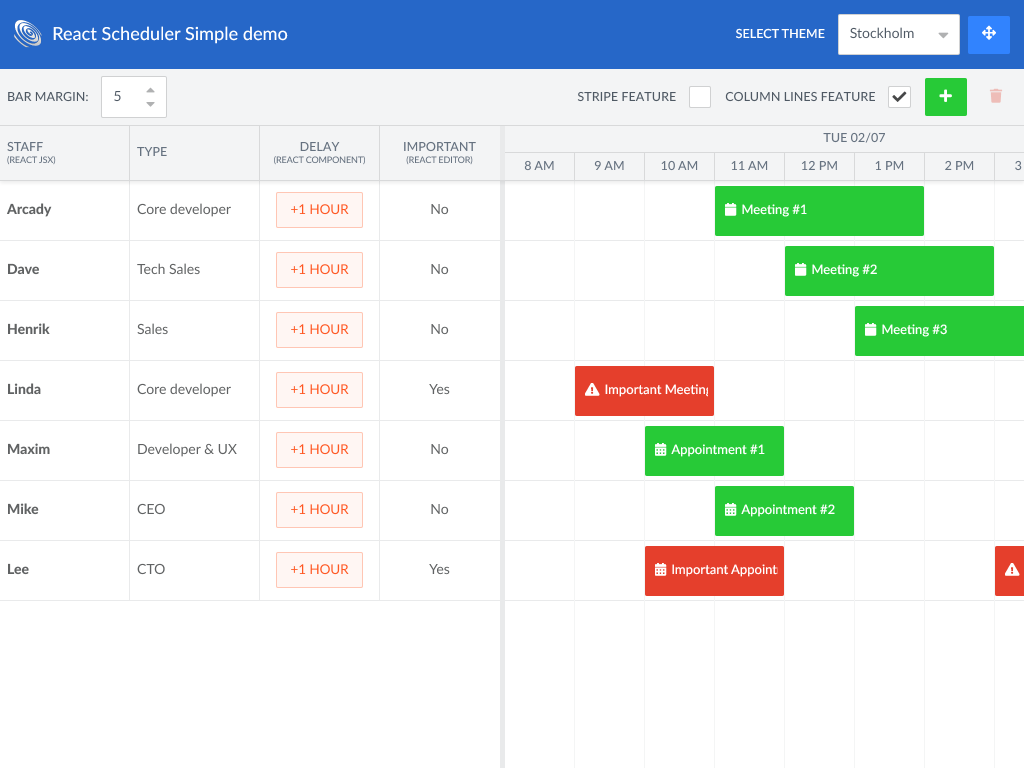 React Scheduler Simple demo
SELECT THEME
Stockholm
BAR MARGIN:
5
STRIPE FEATURE
COLUMN LINES FEATURE
STAFF
(REACT JSX)
TYPE
DELAY
(REACT COMPONENT)
IMPORTANT
(REACT EDITOR)
TUE 02/07
8 AM
9 AM
10 AM
11 AM
12 PM
1 PM
2 PM
3
Arcady
Core developer
+1 HOUR
No
Meeting #1
Dave
Tech Sales
+1 HOUR
No
Meeting #2
Henrik
Sales
+1 HOUR
No
Meeting #3
Linda
Core developer
+1 HOUR
Yes
Important Meeting
Maxim
Developer & UX
+1 HOUR
No
Appointment #1
Mike
CEO
+1 HOUR
No
Appointment #2
Lee
CTO
+1 HOUR
Yes
Important Appoint